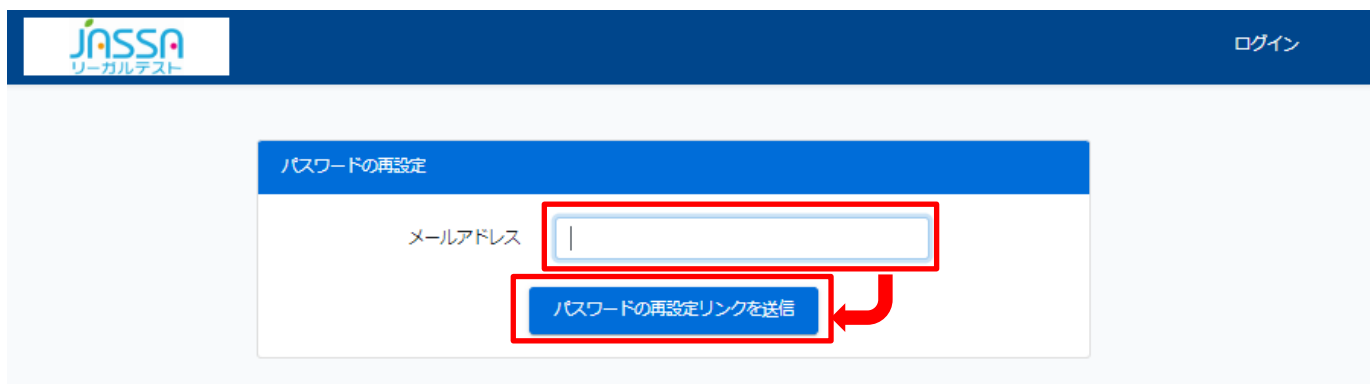 JASSA
リーガルテスト
ログイン
パスワードの再設定
メールアドレス
パスワードの再設定リンクを送信